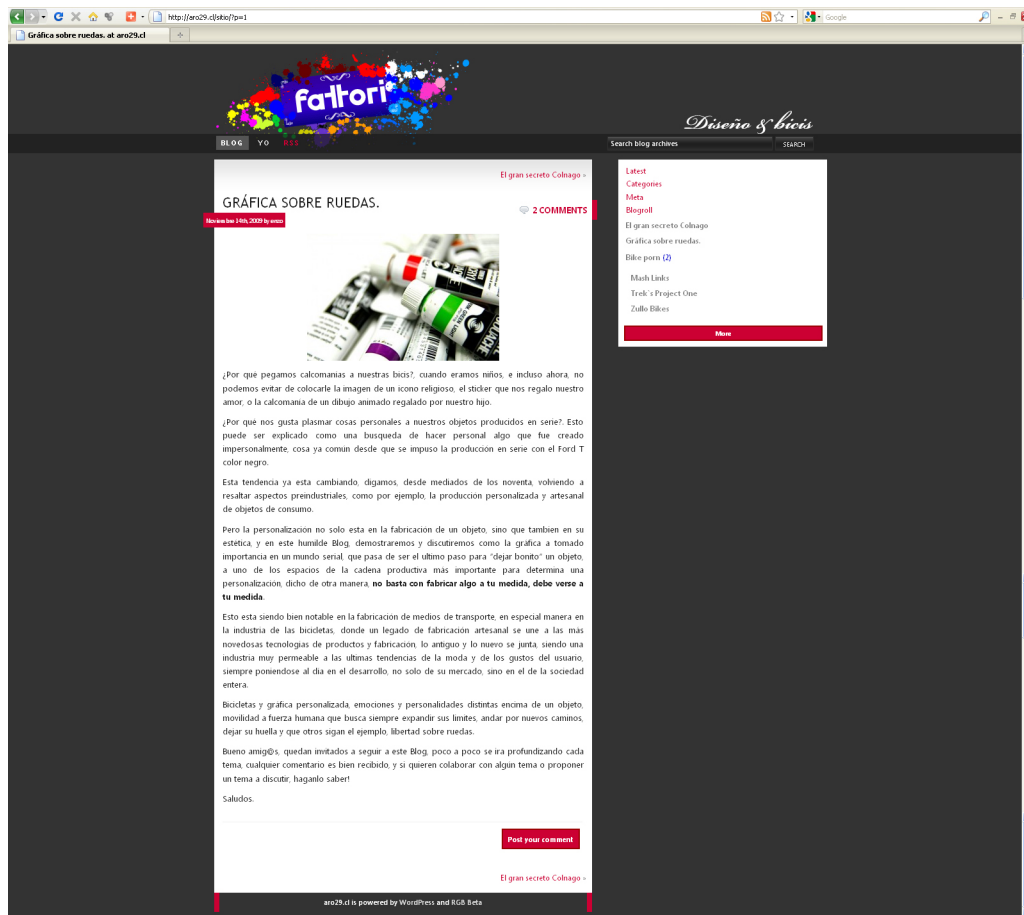 http://aro29.cl/sitio/?p=1
Google
Gráfica sobre ruedas. at aro29.cl
fattori
Diseño & bicis
BLOG YO RSS
Search blog archives SEARCH
El gran secreto Colnago »
GRÁFICA SOBRE RUEDAS.
2 COMMENTS
Noviembre 14th, 2009 by enzo
¿Por qué pegamos calcomanias a nuestras bicis?, cuando eramos niños, e incluso ahora, no
podemos evitar de colocarle la imagen de un icono religioso, el sticker que nos regalo nuestro
amor, o la calcomania de un dibujo animado regalado por nuestro hijo.
¿Por qué nos gusta plasmar cosas personales a nuestros objetos producidos en serie?. Esto
puede ser explicado como una busqueda de hacer personal algo que fue creado
impersonalmente, cosa ya común desde que se impuso la producción en serie con el Ford T
color negro.
Esta tendencia ya esta cambiando, digamos, desde mediados de los noventa, volviendo a
resaltar aspectos preindustriales, como por ejemplo, la producción personalizada y artesanal
de objetos de consumo.
Pero la personalización no solo esta en la fabricación de un objeto, sino que tambien en su
estética, y en este humilde Blog, demostraremos y discutiremos como la gráfica a tomado
importancia en un mundo serial, que pasa de ser el ultimo paso para "dejar bonito" un objeto,
a uno de los espacios de la cadena productiva más importante para determina una
personalización, dicho de otra manera, no basta con fabricar algo a tu medida, debe verse a
tu medida.
Esto esta siendo bien notable en la fabricación de medios de transporte, en especial manera en
la industria de las bicicletas, donde un legado de fabricación artesanal se une a las más
novedosas tecnologias de productos y fabricación, lo antiguo y lo nuevo se junta, siendo una
industria muy permeable a las ultimas tendencias de la moda y de los gustos del usuario,
siempre poniendose al dia en el desarrollo, no solo de su mercado, sino en el de la sociedad
entera.
Bicicletas y gráfica personalizada, emociones y personalidades distintas encima de un objeto,
movilidad a fuerza humana que busca siempre expandir sus limites, andar por nuevos caminos,
dejar su huella y que otros sigan el ejemplo, libertad sobre ruedas.
Bueno amig@s, quedan invitados a seguir a este Blog, poco a poco se ira profundizando cada
tema, cualquier comentario es bien recibido, y si quieren colaborar con algún tema o proponer
un tema a discutir, haganlo saber!
Saludos.
Post your comment
El gran secreto Colnago »
aro29.cl is powered by WordPress and RGB Beta
Latest
Categories
Meta
Blogroll
El gran secreto Colnago
Gráfica sobre ruedas.
Bike porn (2)
Mash Links
Trek´s Project One
Zullo Bikes
More